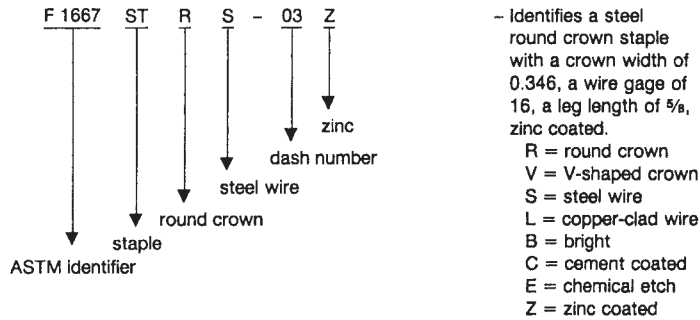 F 1667 ST R S - 03 Z
zinc
dash number
steel wire
round crown
staple
ASTM identifier
– Identifies a steel
round crown staple
with a crown width of
0.346, a wire gage of
16, a leg length of 5/8,
zinc coated.
R = round crown
V = V-shaped crown
S = steel wire
L = copper-clad wire
B = bright
C = cement coated
E = chemical etch
Z = zinc coated